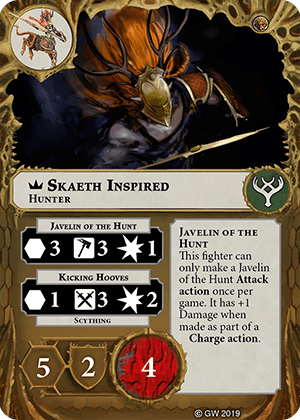 Skaeth Inspired
Hunter
Javelin of the Hunt
3 3 1
Kicking Hooves
1 3 2
Scything
Javelin of the
Hunt
This fighter can
only make a Javelin
of the Hunt Attack
action once per
game. It has +1
Damage when
made as part of a
Charge action.
5 2 4
© GW 2019